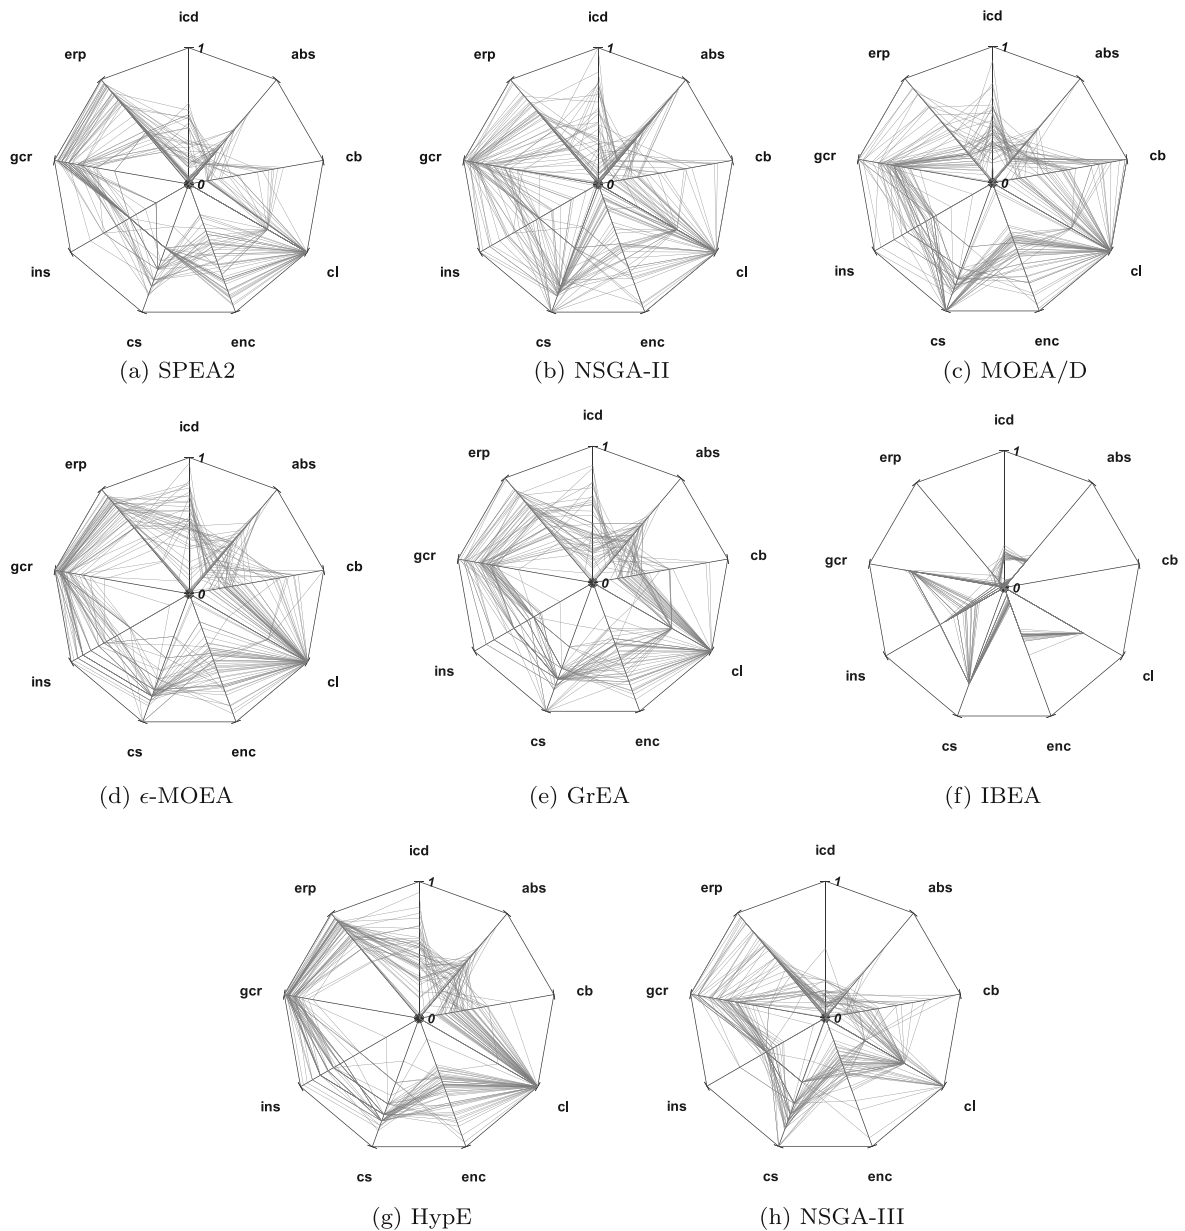 icd
1
erp
abs
gcr
cb
0
ins
cl
cs
enc
(a) SPEA2
icd
1
erp
abs
gcr
cb
0
ins
cl
cs
enc
(b) NSGA-II
icd
1
erp
abs
gcr
cb
0
ins
cl
cs
enc
(c) MOEA/D
icd
1
erp
abs
gcr
cb
0
ins
cl
cs
enc
(d) ϵ-MOEA
icd
1
erp
abs
gcr
cb
0
ins
cl
cs
enc
(e) GrEA
icd
1
erp
abs
gcr
cb
0
ins
cl
cs
enc
(f) IBEA
icd
1
erp
abs
gcr
cb
0
ins
cl
cs
enc
(g) HypE
icd
1
erp
abs
gcr
cb
0
ins
cl
cs
enc
(h) NSGA-III